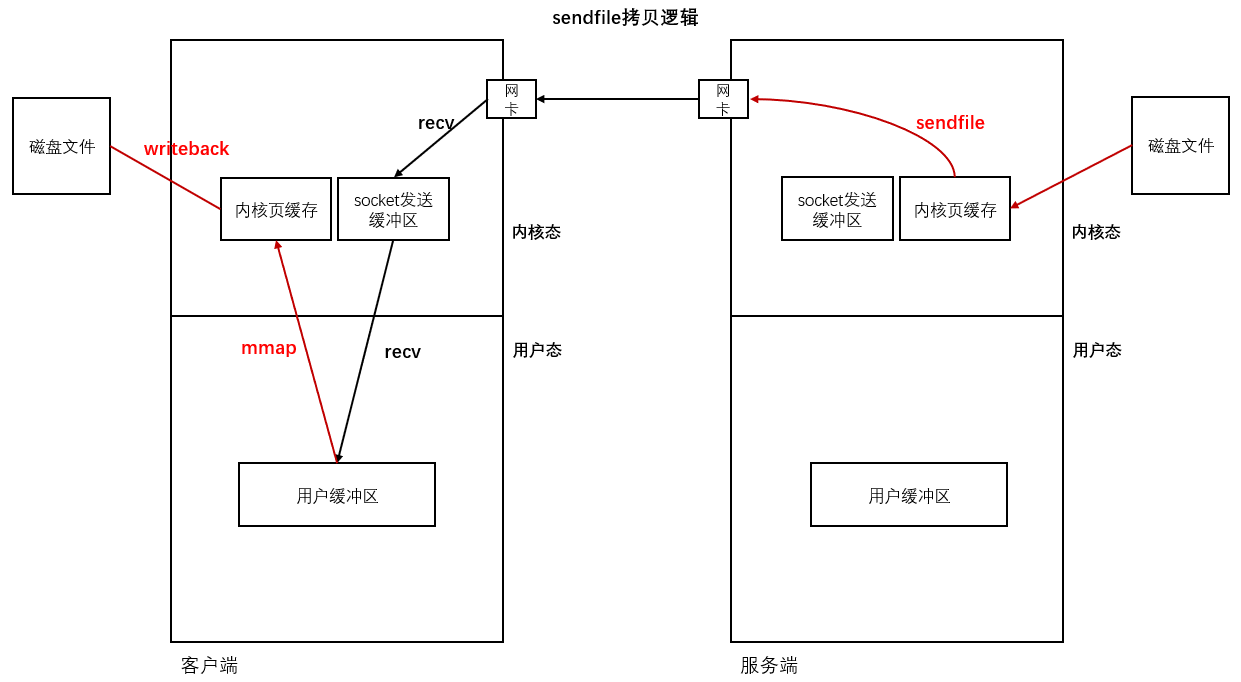 sendfile拷贝逻辑
网
卡
网
卡
recv
sendfile
磁盘文件
writeback
磁盘文件
内核页缓存
socket发送
缓冲区
socket发送
缓冲区
内核页缓存
内核态
内核态
mmap
recv
用户态
用户态
用户缓冲区
用户缓冲区
客户端
服务端